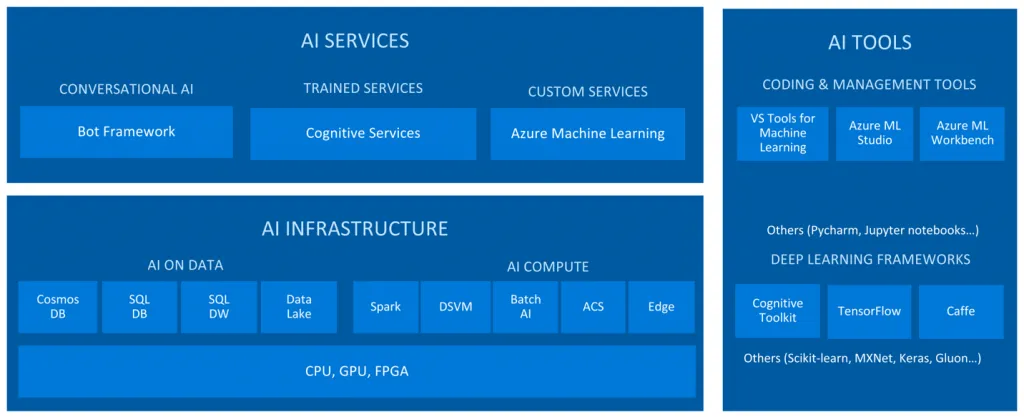 AI SERVICES
CONVERSATIONAL AI
Bot Framework
TRAINED SERVICES
Cognitive Services
CUSTOM SERVICES
Azure Machine Learning
AI INFRASTRUCTURE
AI ON DATA
Cosmos
DB
SQL
DB
SQL
DW
Data
Lake
AI COMPUTE
Spark
DSVM
Batch
AI
ACS
Edge
CPU, GPU, FPGA
AI TOOLS
CODING & MANAGEMENT TOOLS
VS Tools for
Machine
Learning
Azure ML
Studio
Azure ML
Workbench
Others (Pycharm, Jupyter notebooks…)
DEEP LEARNING FRAMEWORKS
Cognitive
Toolkit
TensorFlow
Caffe
Others (Scikit-learn, MXNet, Keras, Gluon…)